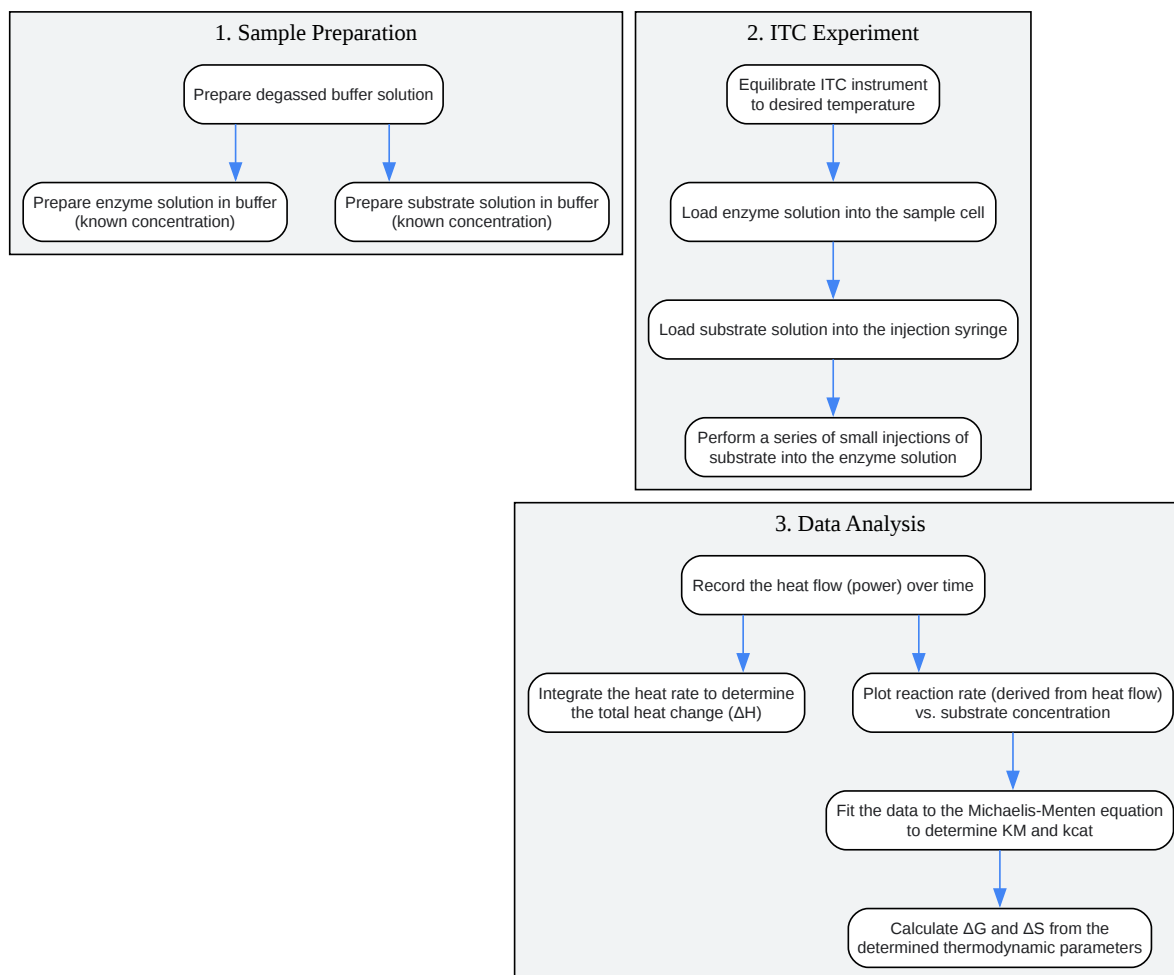 1. Sample Preparation
Prepare degassed buffer solution
Prepare enzyme solution in buffer
(known concentration)
Prepare substrate solution in buffer
(known concentration)
2. ITC Experiment
Equilibrate ITC instrument
to desired temperature
Load enzyme solution into the sample cell
Load substrate solution into the injection syringe
Perform a series of small injections of
substrate into the enzyme solution
3. Data Analysis
Record the heat flow (power) over time
Integrate the heat rate to determine
the total heat change (ΔH)
Plot reaction rate (derived from heat flow)
vs. substrate concentration
Fit the data to the Michaelis-Menten equation
to determine KM and kcat
Calculate ΔG and ΔS from the
determined thermodynamic parameters